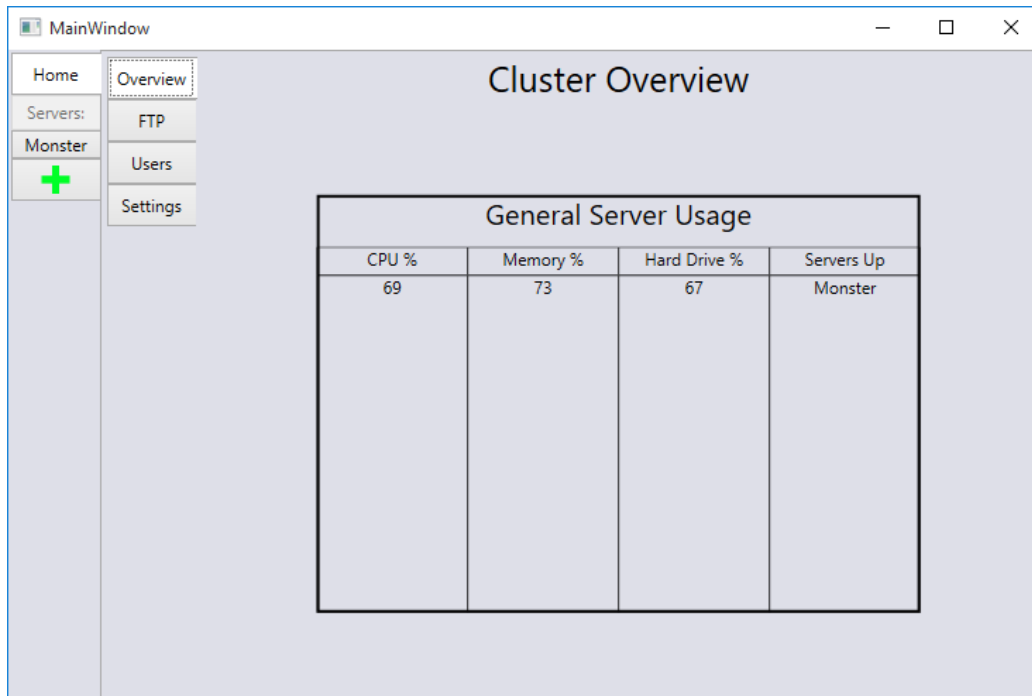 MainWindow
Home
Servers:
Monster
Overview
FTP
Users
Settings
Cluster Overview
General Server Usage
CPU % Memory % Hard Drive % Servers Up
69 73 67 Monster